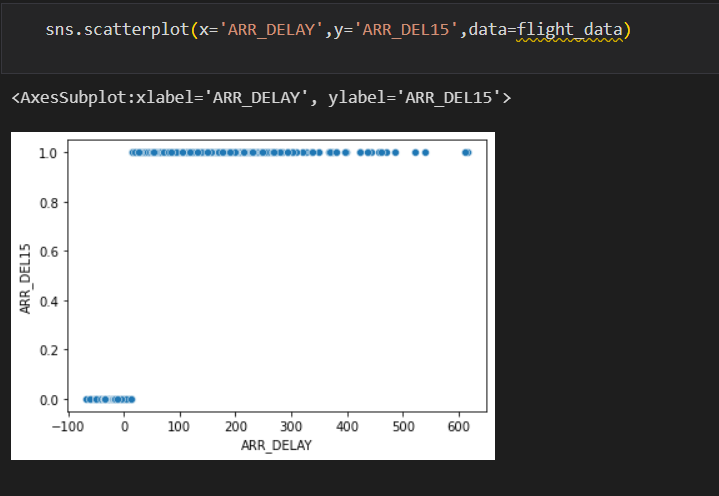 sns.scatterplot(x='ARR_DELAY',y='ARR_DEL15',data=flight_data)
<AxesSubplot:xlabel='ARR_DELAY', ylabel='ARR_DEL15'>
1.0
0.8
0.6
0.4
0.2
0.0
ARR_DEL15
−100 0 100 200 300 400 500 600
ARR_DELAY